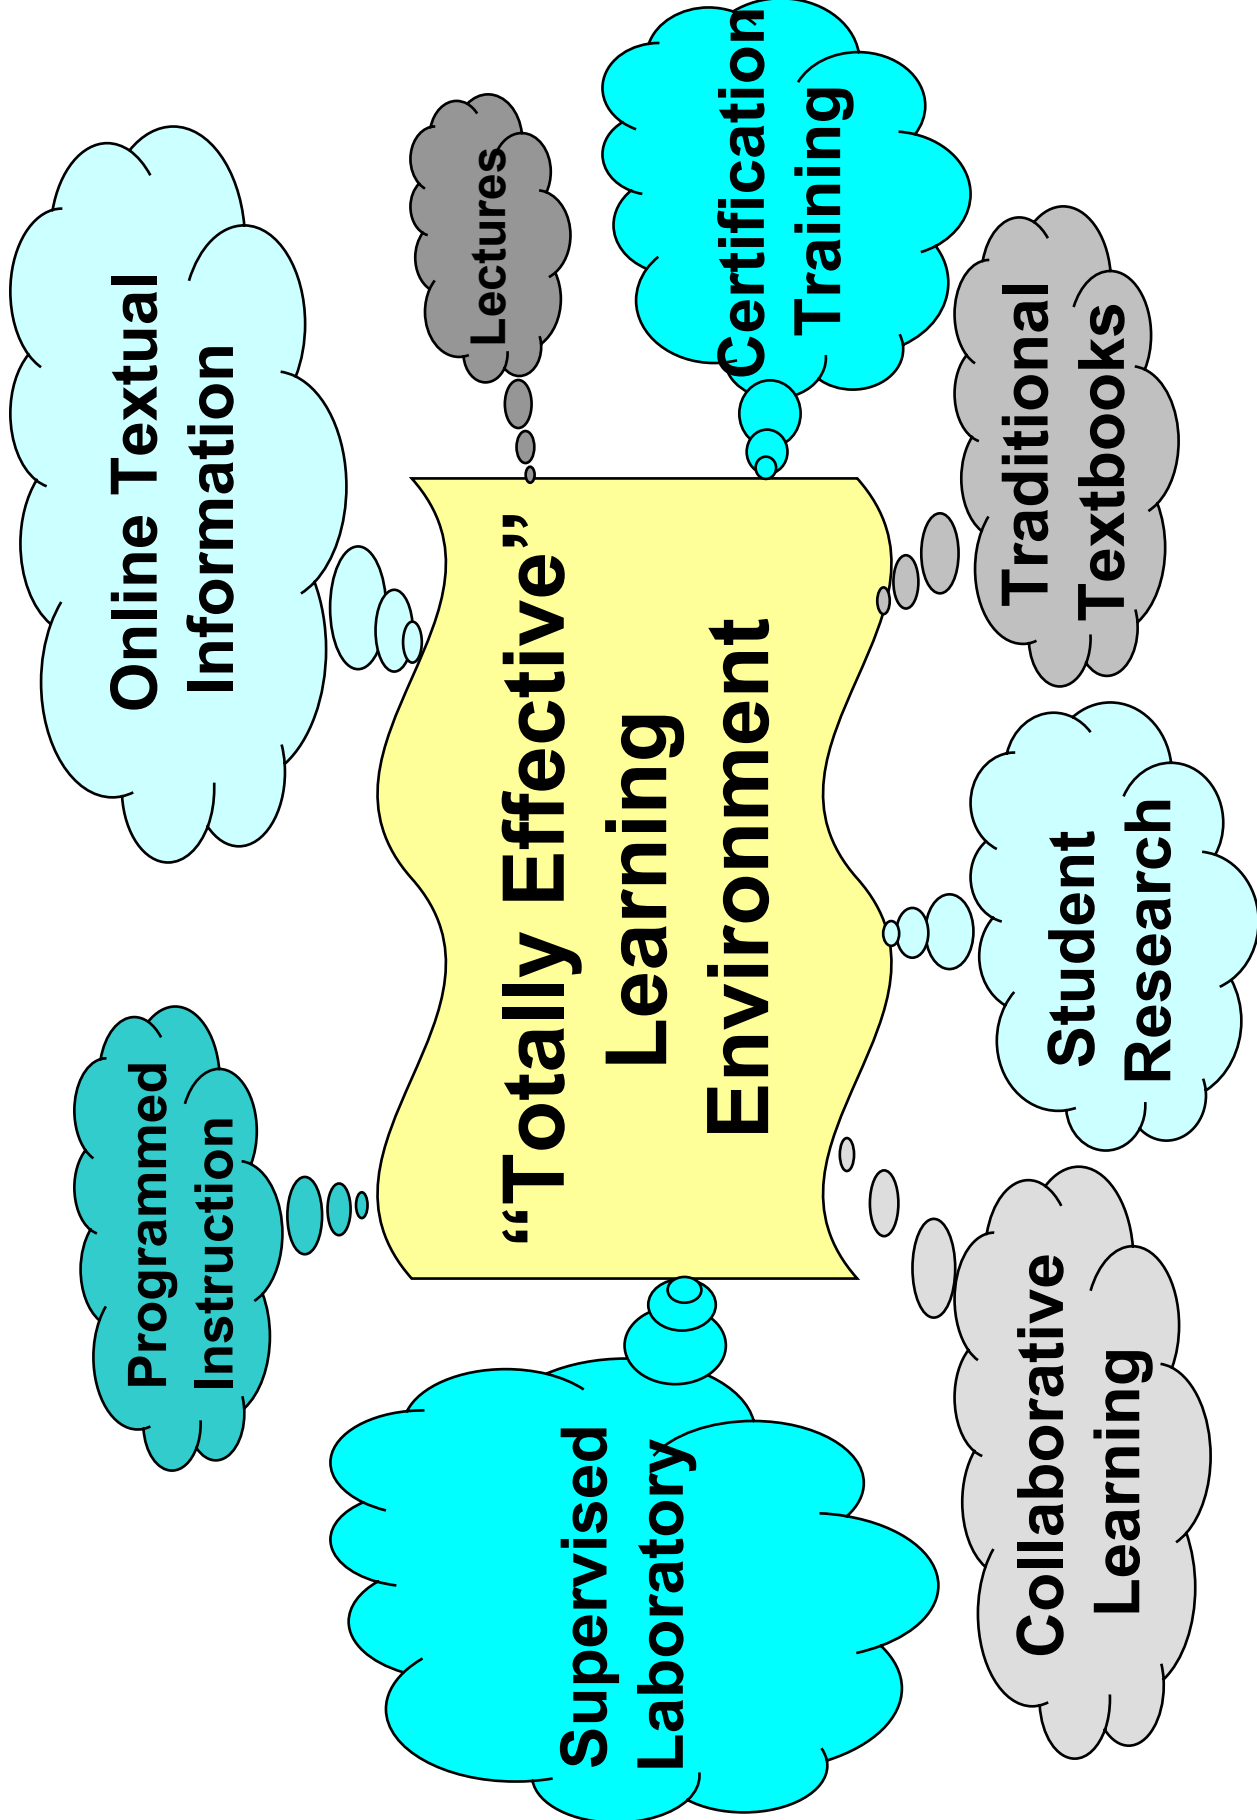 Programmed
Instruction
Online Textual
Information
Lectures
Supervised
Laboratory
“Totally Effective”
Learning
Environment
Certification
Training
Collaborative
Learning
Student
Research
Traditional
Textbooks